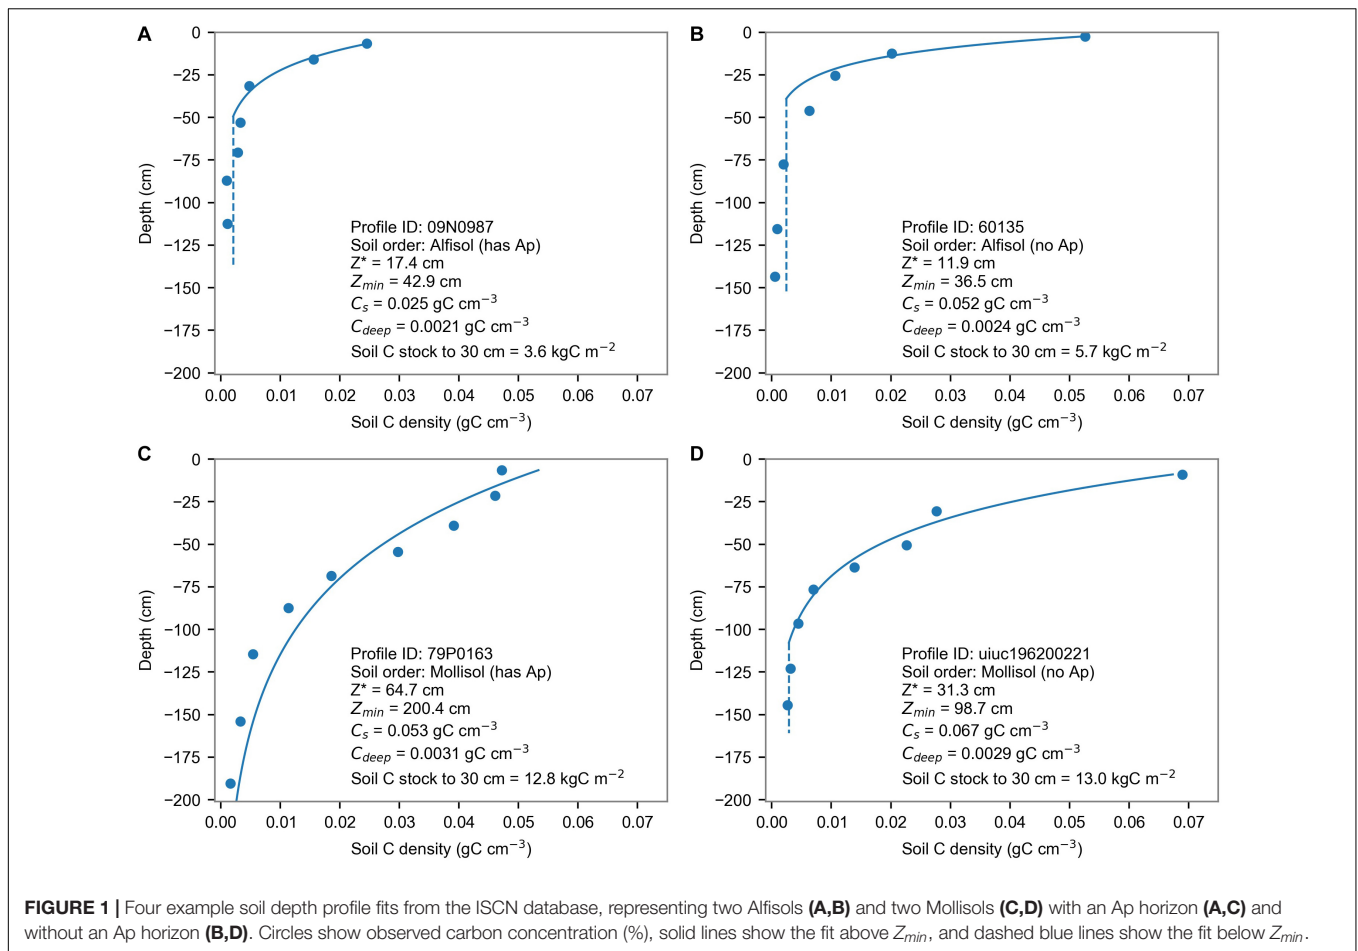 A
0
−25
−50
−75
−100
−125
−150
−175
−200
Depth (cm)
Profile ID: 09N0987
Soil order: Alfisol (has Ap)
Z* = 17.4 cm
Zmin = 42.9 cm
Cs = 0.025 gC cm−3
Cdeep = 0.0021 gC cm−3
Soil C stock to 30 cm = 3.6 kgC m−2
0.00 0.01 0.02 0.03 0.04 0.05 0.06 0.07
Soil C density (gC cm−3)
B
0
−25
−50
−75
−100
−125
−150
−175
−200
Depth (cm)
Profile ID: 60135
Soil order: Alfisol (no Ap)
Z* = 11.9 cm
Zmin = 36.5 cm
Cs = 0.052 gC cm−3
Cdeep = 0.0024 gC cm−3
Soil C stock to 30 cm = 5.7 kgC m−2
0.00 0.01 0.02 0.03 0.04 0.05 0.06 0.07
Soil C density (gC cm−3)
C
0
−25
−50
−75
−100
−125
−150
−175
−200
Depth (cm)
Profile ID: 79P0163
Soil order: Mollisol (has Ap)
Z* = 64.7 cm
Zmin = 200.4 cm
Cs = 0.053 gC cm−3
Cdeep = 0.0031 gC cm−3
Soil C stock to 30 cm = 12.8 kgC m−2
0.00 0.01 0.02 0.03 0.04 0.05 0.06 0.07
Soil C density (gC cm−3)
D
0
−25
−50
−75
−100
−125
−150
−175
−200
Depth (cm)
Profile ID: uiuc196200221
Soil order: Mollisol (no Ap)
Z* = 31.3 cm
Zmin = 98.7 cm
Cs = 0.067 gC cm−3
Cdeep = 0.0029 gC cm−3
Soil C stock to 30 cm = 13.0 kgC m−2
0.00 0.01 0.02 0.03 0.04 0.05 0.06 0.07
Soil C density (gC cm−3)
FIGURE 1 | Four example soil depth profile fits from the ISCN database, representing two Alfisols (A,B) and two Mollisols (C,D) with an Ap horizon (A,C) and
without an Ap horizon (B,D). Circles show observed carbon concentration (%), solid lines show the fit above Zmin, and dashed blue lines show the fit below Zmin.